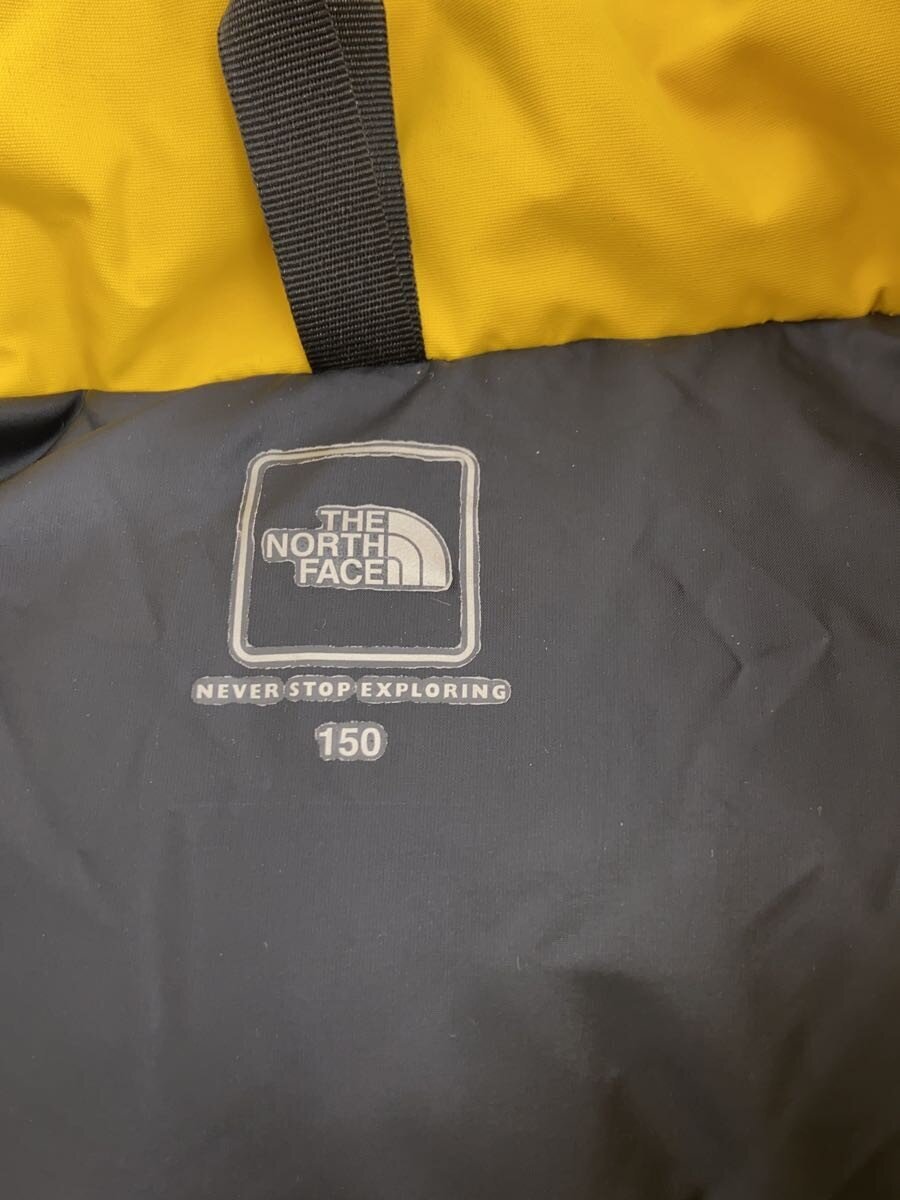 THE
NORTH
FACE
NEVER STOP EXPLORING
150